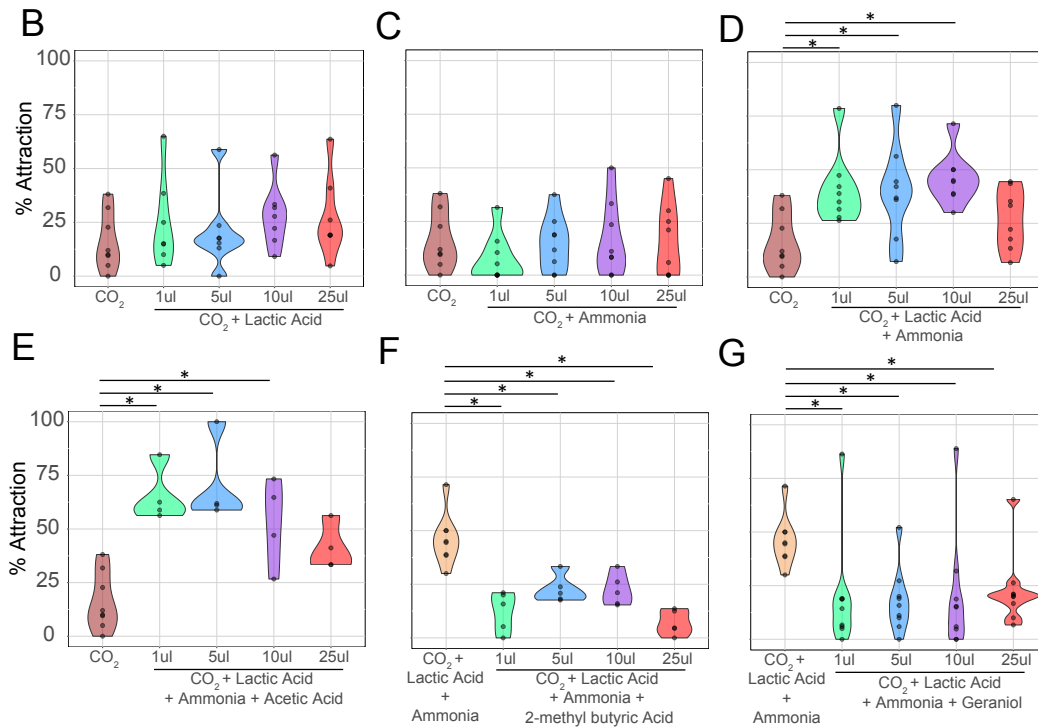 B
C
D
100
75
50
25
0
% Attraction
CO2 1ul 5ul 10ul 25ul
CO2 + Lactic Acid
CO2 1ul 5ul 10ul 25ul
CO2 + Ammonia
*
*
*
CO2 1ul 5ul 10ul 25ul
CO2 + Lactic Acid
+ Ammonia
E
F
G
*
*
*
100
75
50
25
0
% Attraction
CO2 1ul 5ul 10ul 25ul
CO2 + Lactic Acid
+ Ammonia + Acetic Acid
*
*
*
*
CO2 +
Lactic Acid
+
Ammonia
1ul 5ul 10ul 25ul
CO2 + Lactic Acid
+ Ammonia +
2-methyl butyric Acid
*
*
*
*
CO2 +
Lactic Acid
+
Ammonia
1ul 5ul 10ul 25ul
CO2 + Lactic Acid
+ Ammonia + Geraniol